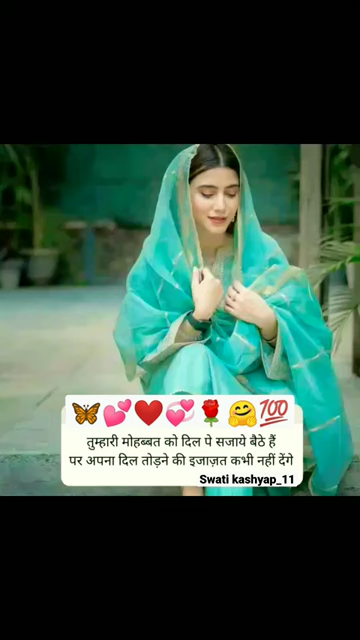 🦋💕❤️💞🌹🤗💯
तुम्हारी मोहब्बत को दिल पे सजाये बैठे हैं
पर अपना दिल तोड़ने की इजाज़त कभी नहीं देंगे
Swati kashyap_11